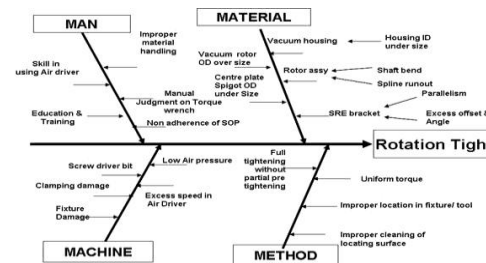 MAN
Improper
material
handling
Skill in
using Air driver
Manual
Judgment on Torque
wrench
Education &
Training
Non adherence of SOP
MATERIAL
Vacuum housing
Housing ID
under size
Vacuum rotor
OD over size
Rotor assy
Shaft bend
Spline runout
Centre plate
Spigot OD
under Size
SRE bracket
Parallelism
Excess offset &
Angle
Rotation Tigh
Low Air pressure
Screw driver bit
Clamping damage
Excess speed in
Air Driver
Fixture
Damage
MACHINE
Full
tightening
without
partial pre
tightening
Uniform torque
Improper location in fixture/ tool
Improper cleaning of
locating surface
METHOD